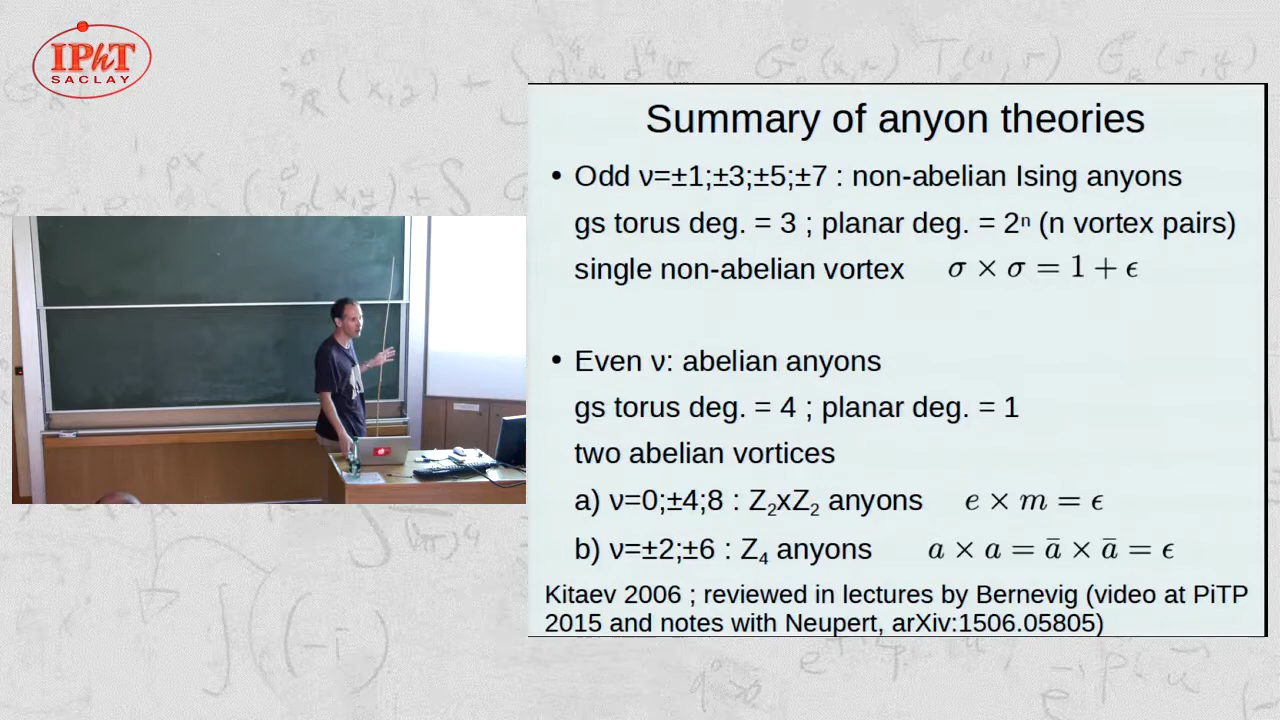 IPhT
SACLAY
Summary of anyon theories
• Odd ν=±1;±3;±5;±7 : non-abelian Ising anyons
gs torus deg. = 3 ; planar deg. = 2ⁿ (n vortex pairs)
single non-abelian vortex σ × σ = 1 + ϵ
• Even ν: abelian anyons
gs torus deg. = 4 ; planar deg. = 1
two abelian vortices
a) ν=0;±4;8 : Z₂xZ₂ anyons e × m = ϵ
b) ν=±2;±6 : Z₄ anyons a × a = ā × ā = ϵ
Kitaev 2006 ; reviewed in lectures by Bernevig (video at PiTP
2015 and notes with Neupert, arXiv:1506.05805)